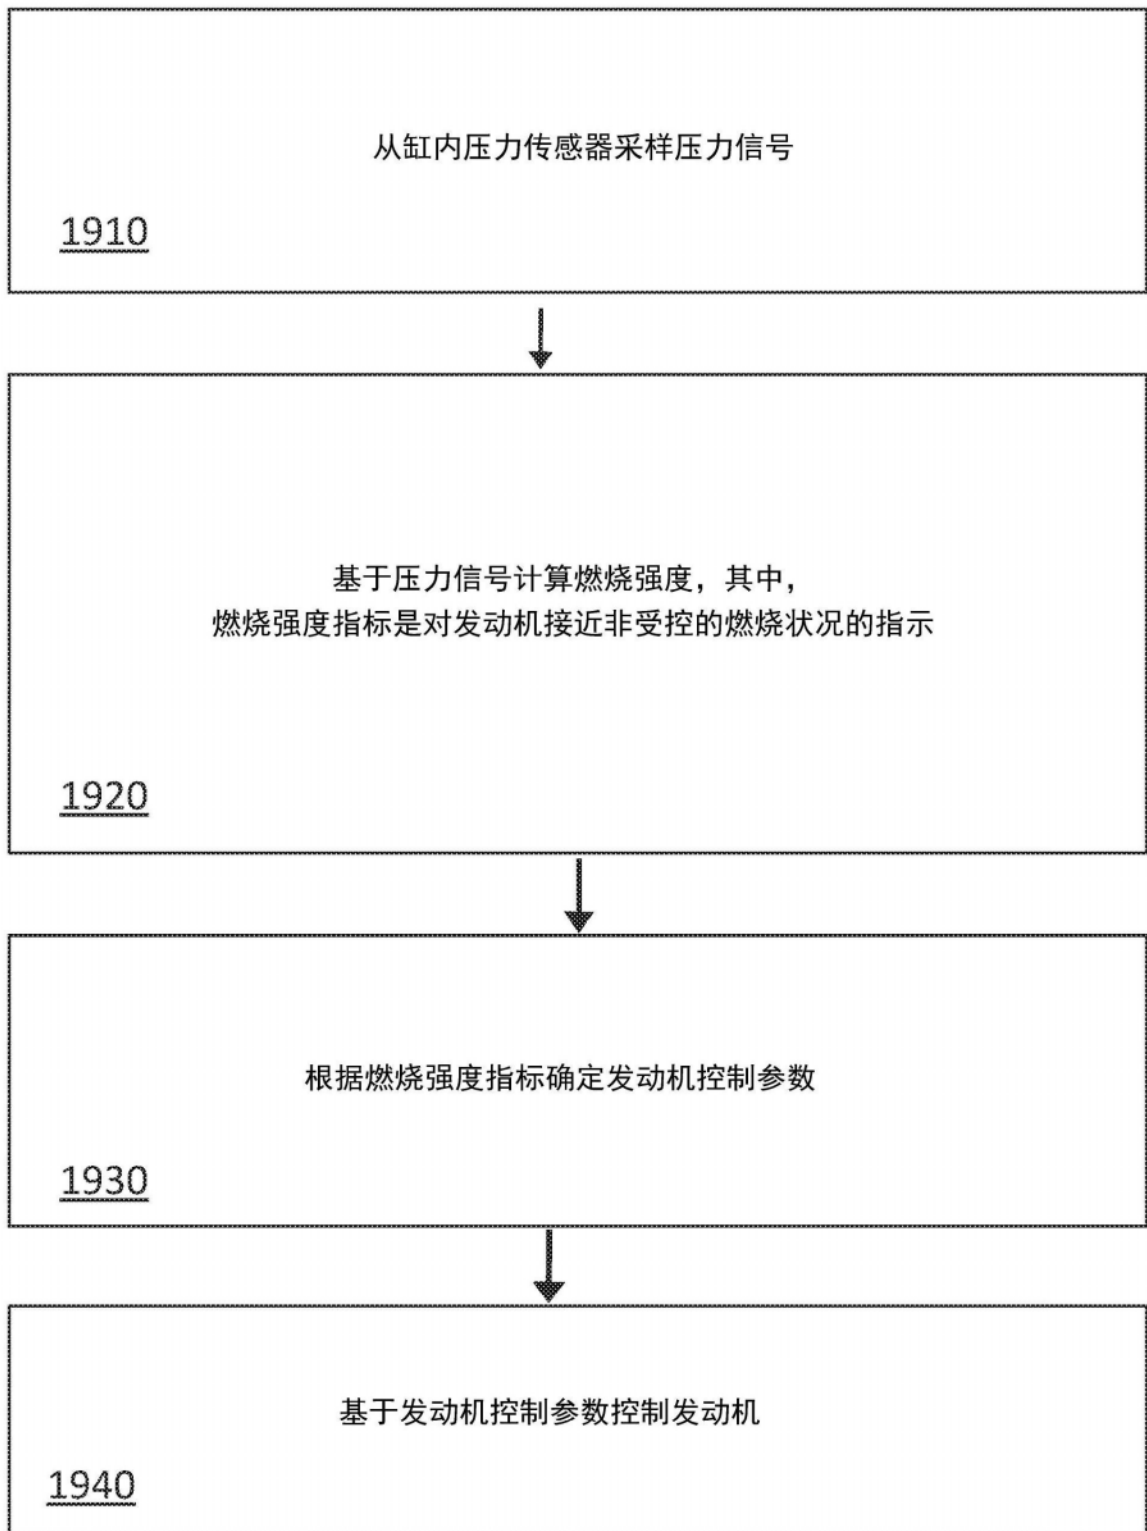 从缸内压力传感器采样压力信号
1910
基于压力信号计算燃烧强度，其中，
燃烧强度指标是对发动机接近非受控的燃烧状况的指示
1920
根据燃烧强度指标确定发动机控制参数
1930
基于发动机控制参数控制发动机
1940